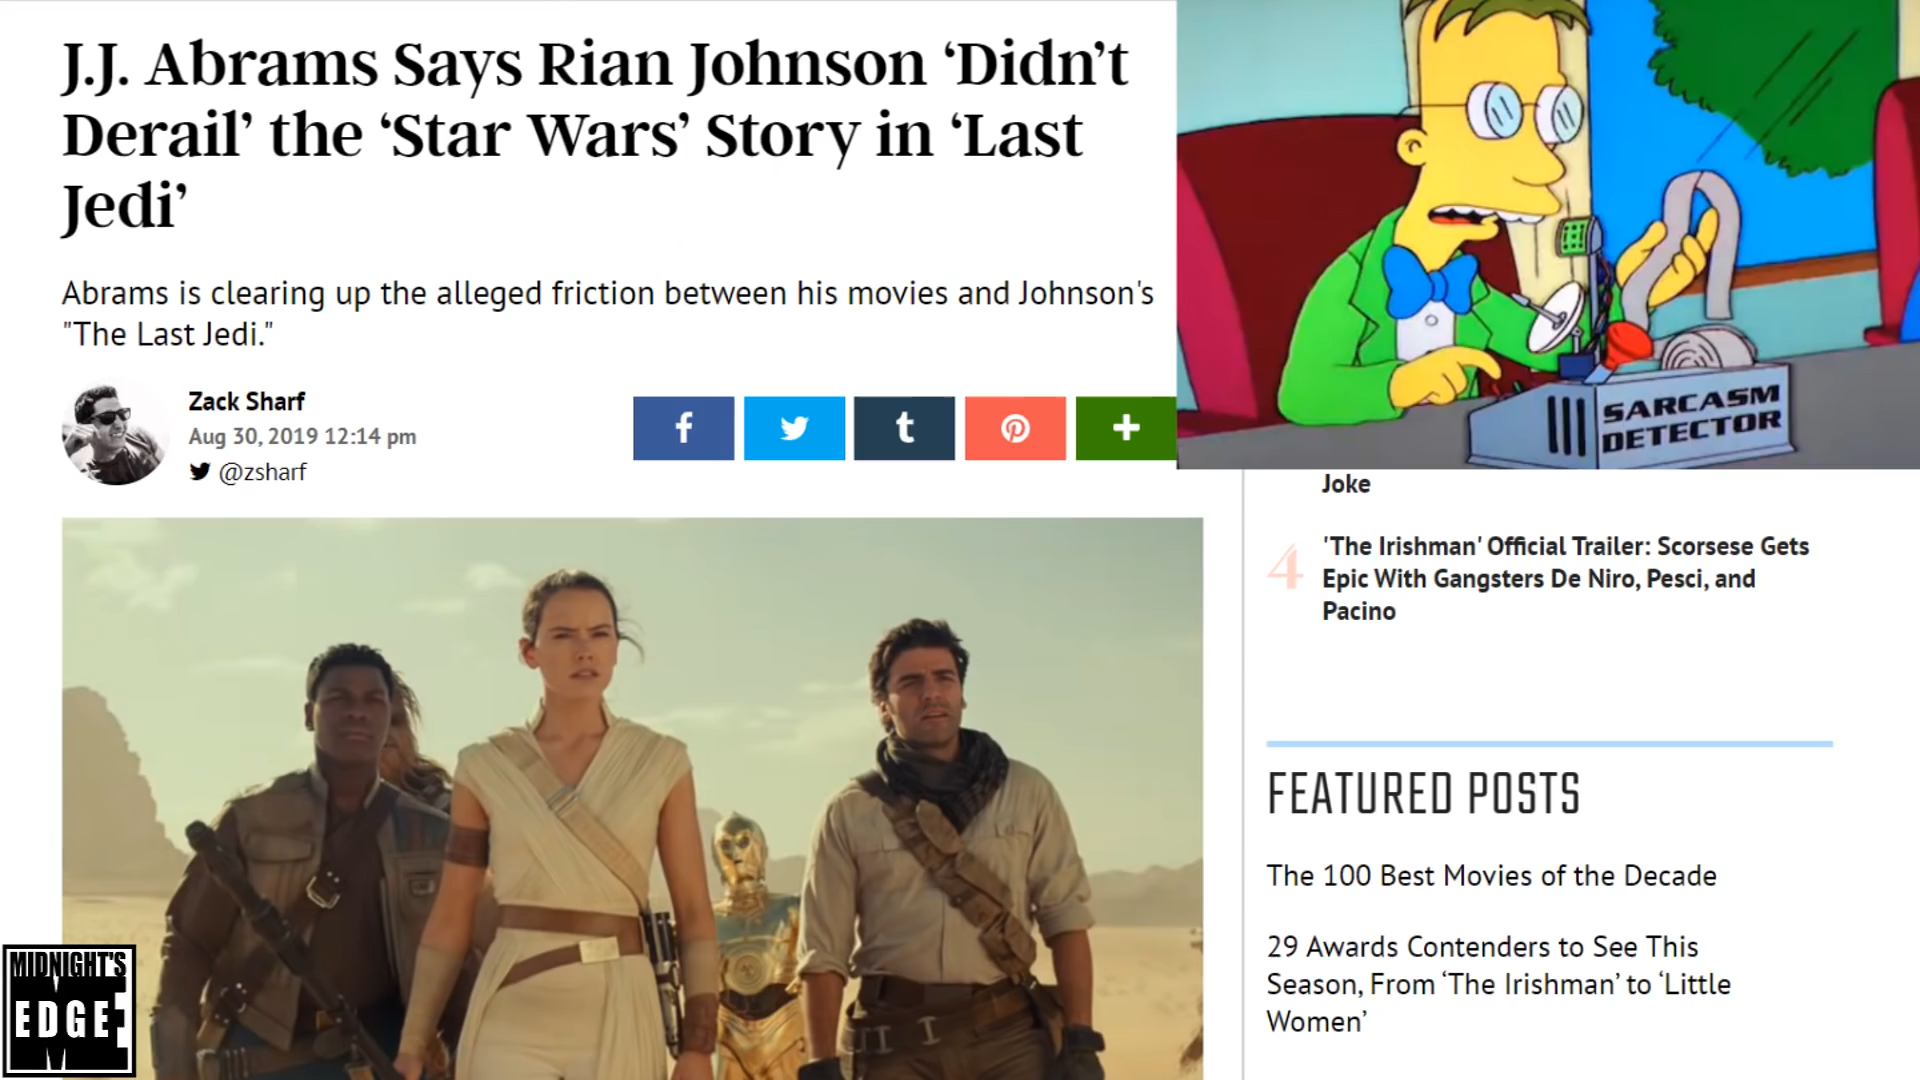 J.J. Abrams Says Rian Johnson ‘Didn’t
Derail’ the ‘Star Wars’ Story in ‘Last
Jedi’
Abrams is clearing up the alleged friction between his movies and Johnson's
"The Last Jedi."
Zack Sharf
Aug 30, 2019 12:14 pm
@zsharf
SARCASM
DETECTOR
Joke
4
'The Irishman' Official Trailer: Scorsese Gets
Epic With Gangsters De Niro, Pesci, and
Pacino
FEATURED POSTS
The 100 Best Movies of the Decade
29 Awards Contenders to See This
Season, From ‘The Irishman’ to ‘Little
Women’
MIDNIGHT'S
EDGE